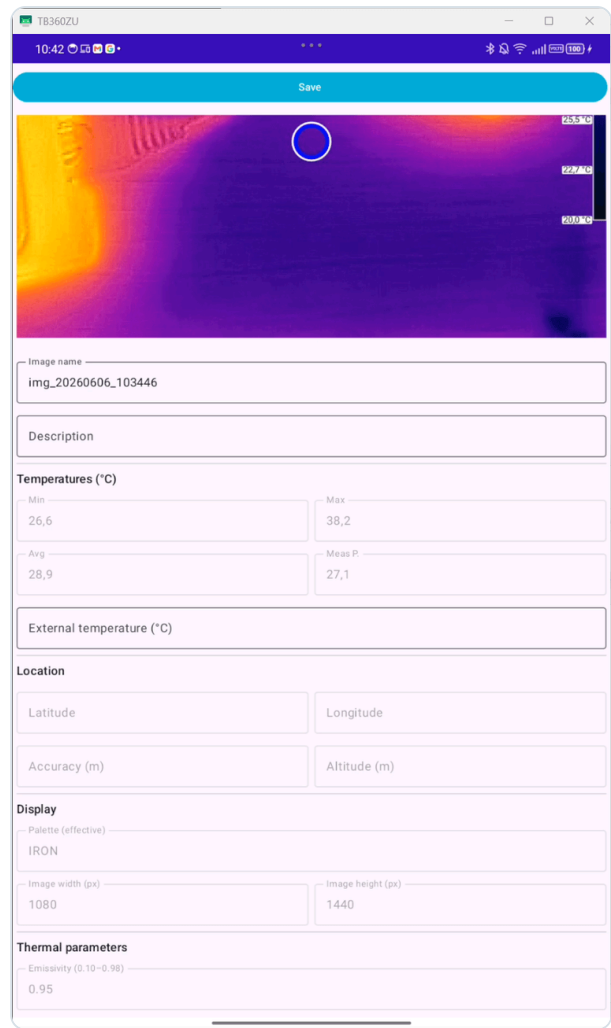 TB360ZU
10:42
100
Save
25,5 °C
22,7 °C
20,0 °C
Image name
img_20260606_103446
Description
Temperatures (°C)
Min
Max
26,6
38,2
Avg
Meas P.
28,9
27,1
External temperature (°C)
Location
Latitude
Longitude
Accuracy (m)
Altitude (m)
Display
Palette (effective)
IRON
Image width (px)
Image height (px)
1080
1440
Thermal parameters
Emissivity (0.10–0.98)
0.95